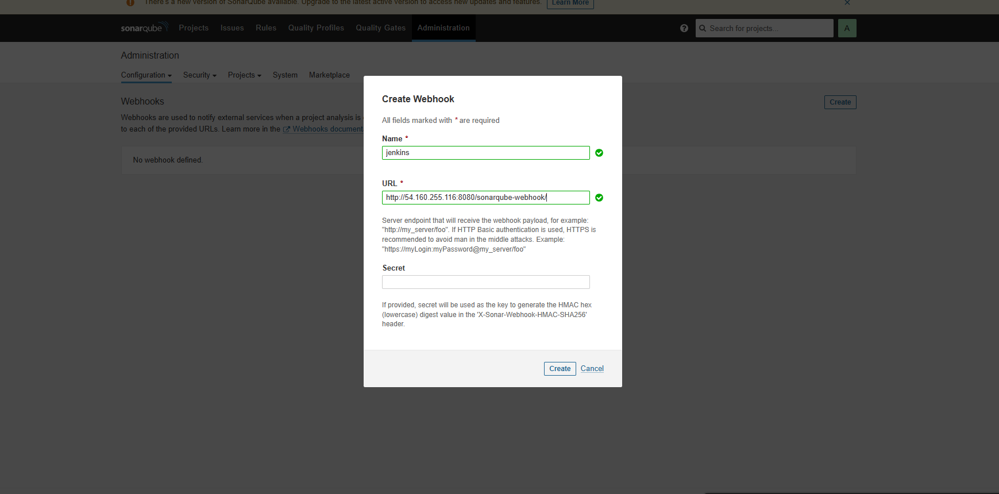 There's a new version of SonarQube available. Upgrade to the latest active version to access new updates and features. Learn More
sonarqube Projects Issues Rules Quality Profiles Quality Gates Administration Search for projects... A
Administration
Configuration Security Projects System Marketplace
Webhooks
Create
Webhooks are used to notify external services when a project analysis is
to each of the provided URLs. Learn more in the Webhooks document
No webhook defined.
Create Webhook
All fields marked with * are required
Name *
jenkins
URL *
http://54.160.255.116:8080/sonarqube-webhook/
Server endpoint that will receive the webhook payload, for example:
"http://my_server/foo". If HTTP Basic authentication is used, HTTPS is
recommended to avoid man in the middle attacks. Example:
"https://myLogin:myPassword@my_server/foo"
Secret
If provided, secret will be used as the key to generate the HMAC hex
(lowercase) digest value in the 'X-Sonar-Webhook-HMAC-SHA256'
header.
Create Cancel